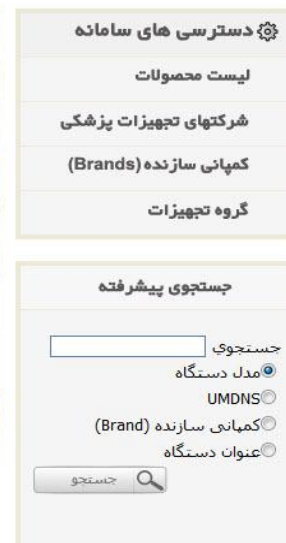 دسترسی های سامانه
لیست محصولات
شرکتهای تجهیزات پزشکی
کمپانی سازنده (Brands)
گروه تجهیزات
جستجوی پیشرفته
جستجوي
مدل دستگاه
UMDNS
کمپانی سازنده (Brand)
عنوان دستگاه
جستجو